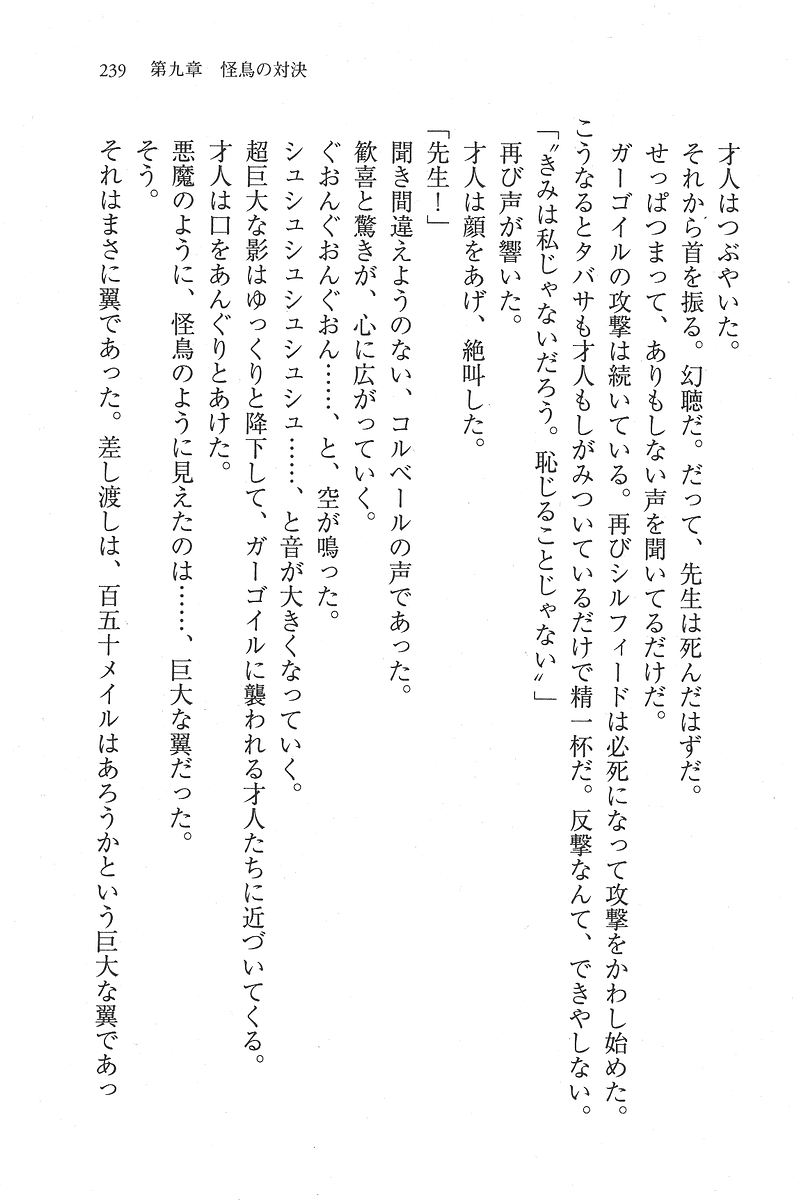 239　第九章　怪鳥の対決
才人はつぶやいた。
それから首を振る。幻聴だ。だって、先生は死んだはずだ。
せっぱつまって、ありもしない声を聞いてるだけだ。
ガーゴイルの攻撃は続いている。再びシルフィードは必死になって攻撃をかわし始めた。
こうなるとタバサも才人もしがみついているだけで精一杯だ。反撃なんて、できやしない。
「〝きみは私じゃないだろう。恥じることじゃない〟」
再び声が響いた。
才人は顔をあげ、絶叫した。
「先生！」
聞き間違えようのない、コルベールの声であった。
歓喜と驚きが、心に広がっていく。
ぐおんぐおんぐおん……、と、空が鳴った。
シュシュシュシュシュシュ……、と音が大きくなっていく。
超巨大な影はゆっくりと降下して、ガーゴイルに襲われる才人たちに近づいてくる。
才人は口をあんぐりとあけた。
悪魔のように、怪鳥のように見えたのは……、巨大な翼だった。
そう。
それはまさに翼であった。差し渡しは、百五十メイルはあろうかという巨大な翼であっ